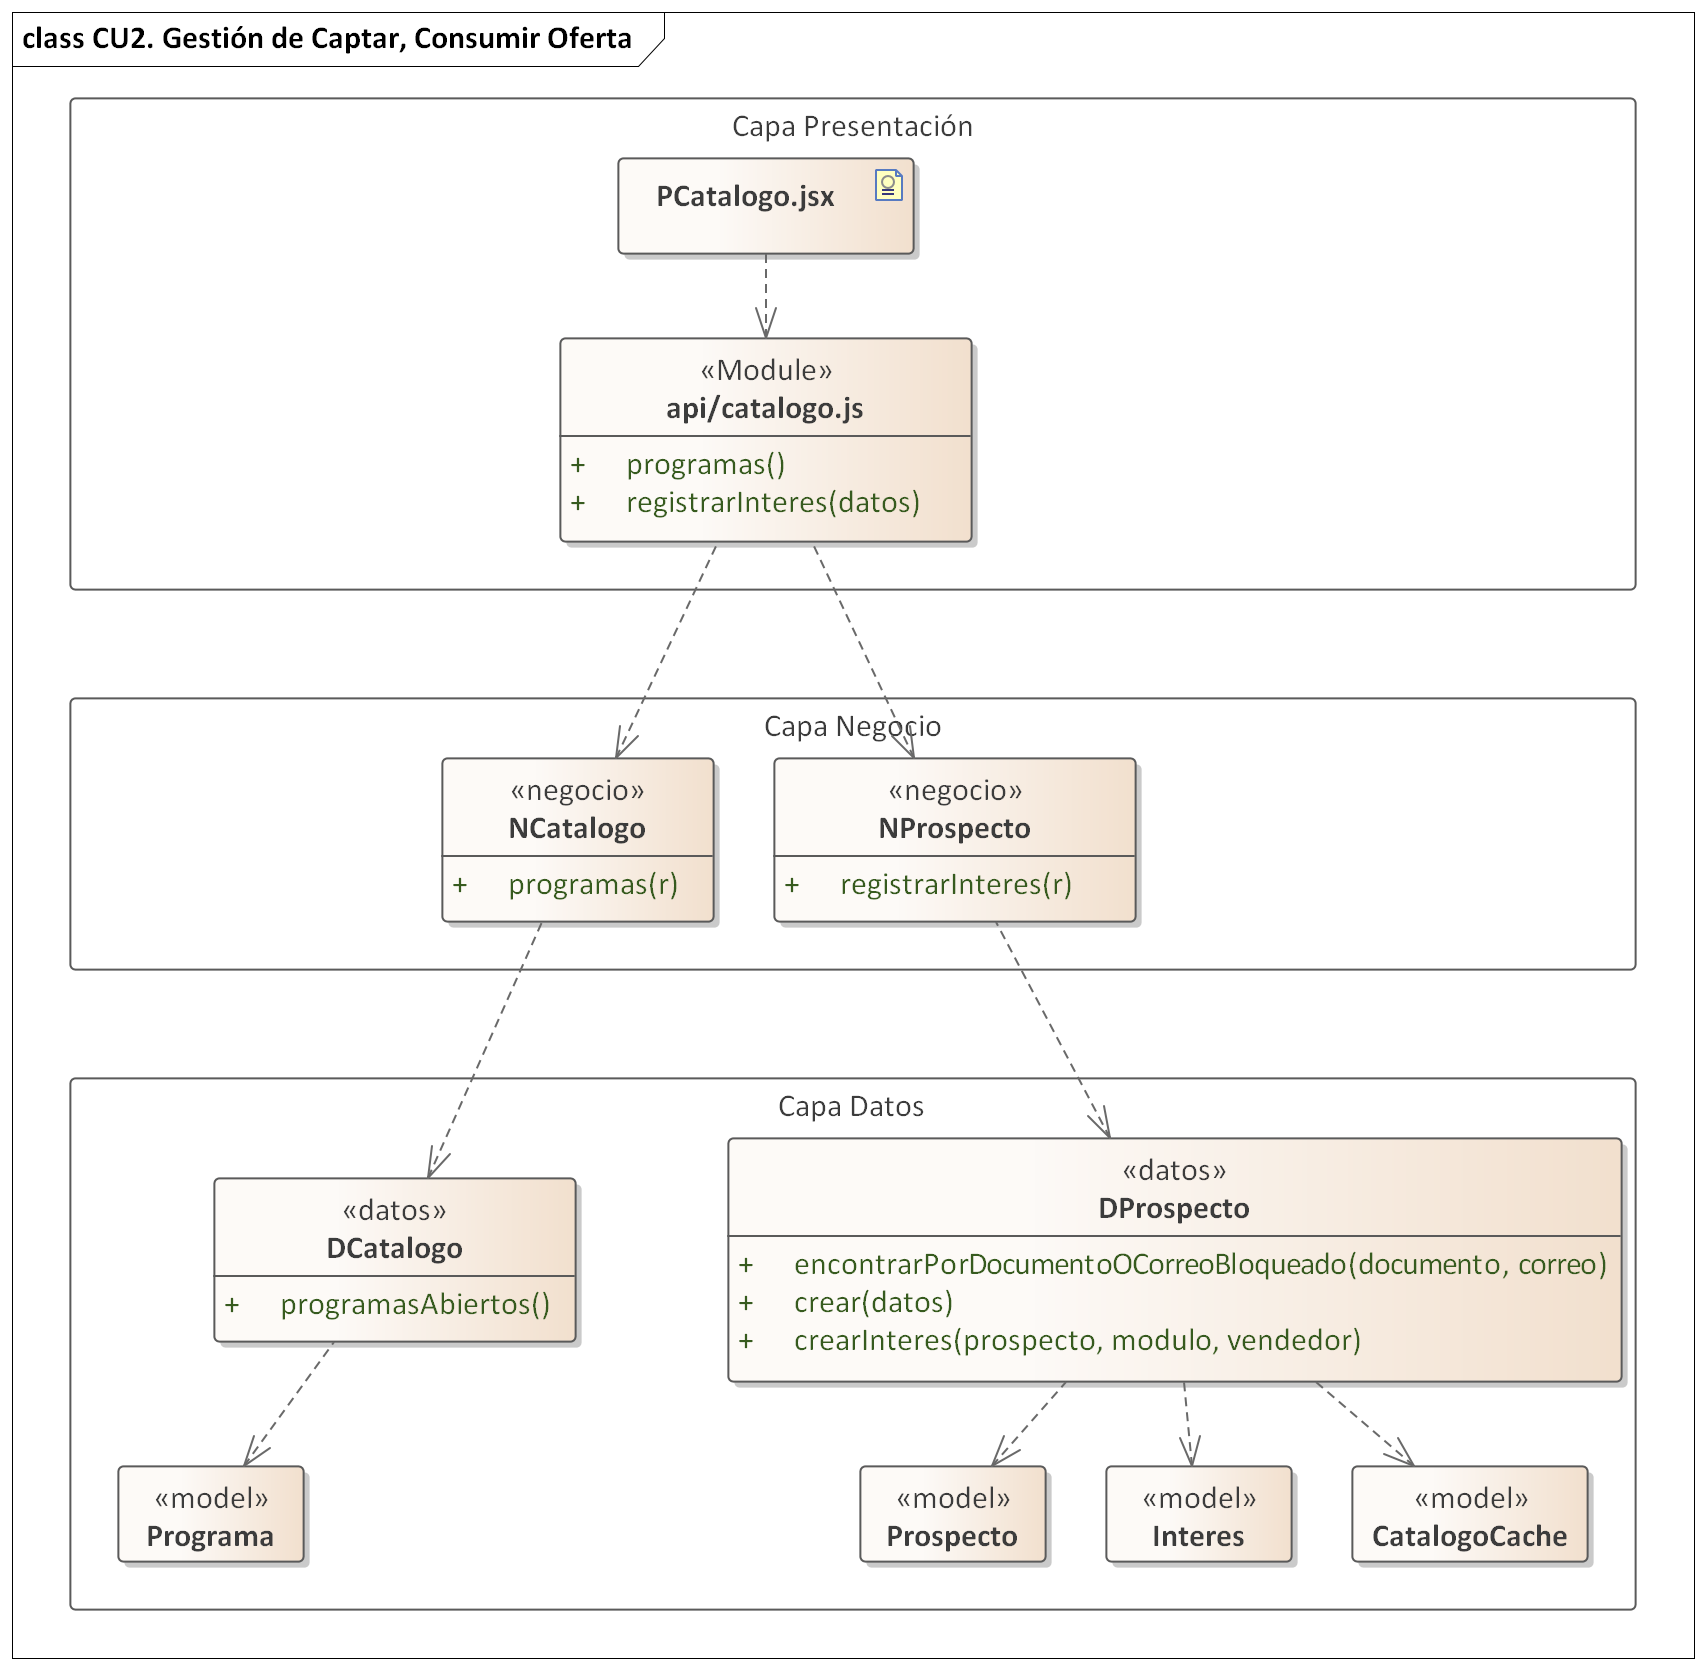 class CU2. Gestión de Captar, Consumir Oferta
Capa Presentación
PCatalogo.jsx
«Module»
api/catalogo.js
+ programas()
+ registrarInteres(datos)
Capa Negocio
«negocio»
NCatalogo
+ programas(r)
«negocio»
NProspecto
+ registrarInteres(r)
Capa Datos
«datos»
DCatalogo
+ programasAbiertos()
«datos»
DProspecto
+ encontrarPorDocumentoOCorreoBloqueado(documento, correo)
+ crear(datos)
+ crearInteres(prospecto, modulo, vendedor)
«model»
Programa
«model»
Prospecto
«model»
Interes
«model»
CatalogoCache